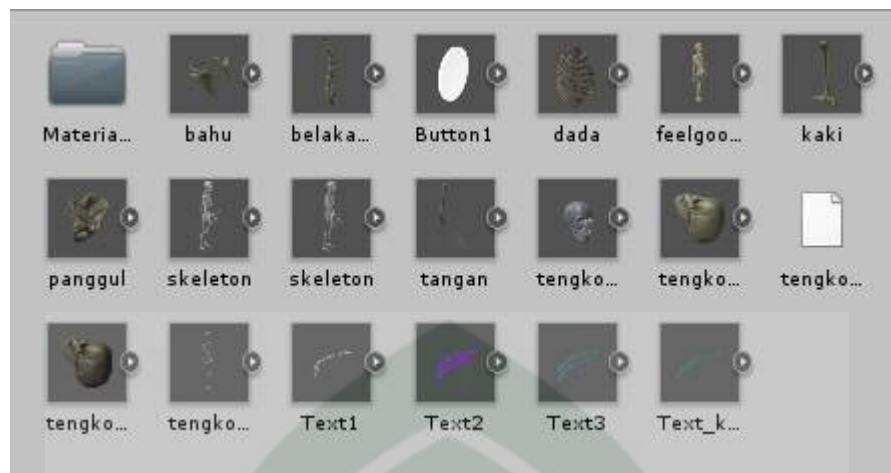 Materia... bahu belaka... Button1 dada feelgoo... kaki
panggul skeleton skeleton tangan tengko... tengko... tengko...
tengko... tengko... Text1 Text2 Text3 Text_k...